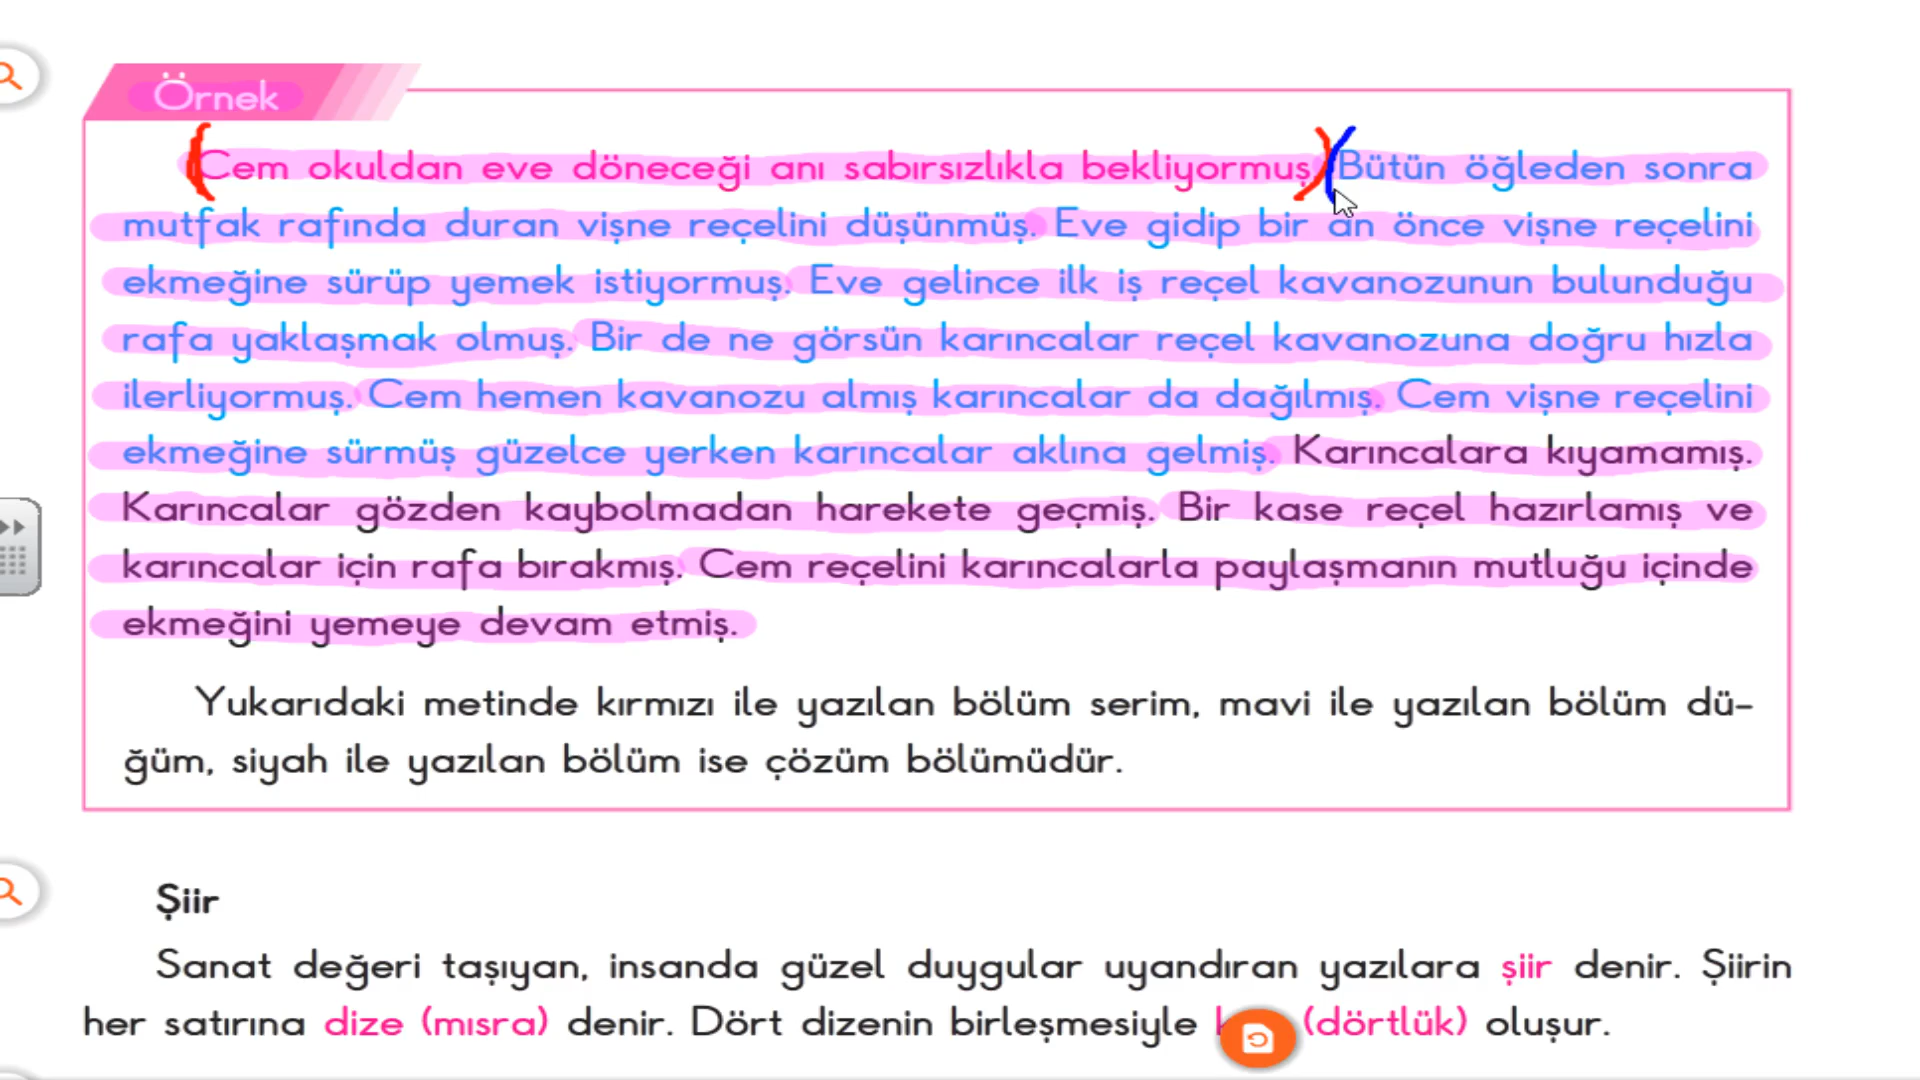 Örnek
Cem okuldan eve döneceği anı sabırsızlıkla bekliyormuş. Bütün öğleden sonra
mutfak rafında duran vişne reçelini düşünmüş. Eve gidip bir an önce vişne reçelini
ekmeğine sürüp yemek istiyormuş. Eve gelince ilk iş reçel kavanozunun bulunduğu
rafa yaklaşmak olmuş. Bir de ne görsün karıncalar reçel kavanozuna doğru hızla
ilerliyormuş. Cem hemen kavanozu almış karıncalar da dağılmış. Cem vişne reçelini
ekmeğine sürmüş güzelce yerken karıncalar aklına gelmiş. Karıncalara kıyamamış.
Karıncalar gözden kaybolmadan harekete geçmiş. Bir kase reçel hazırlamış ve
karıncalar için rafa bırakmış. Cem reçelini karıncalarla paylaşmanın mutluğu içinde
ekmeğini yemeye devam etmiş.
Yukarıdaki metinde kırmızı ile yazılan bölüm serim, mavi ile yazılan bölüm dü-
ğüm, siyah ile yazılan bölüm ise çözüm bölümüdür.
Şiir
Sanat değeri taşıyan, insanda güzel duygular uyandıran yazılara şiir denir. Şiirin
her satırına dize (mısra) denir. Dört dizenin birleşmesiyle (dörtlük) oluşur.